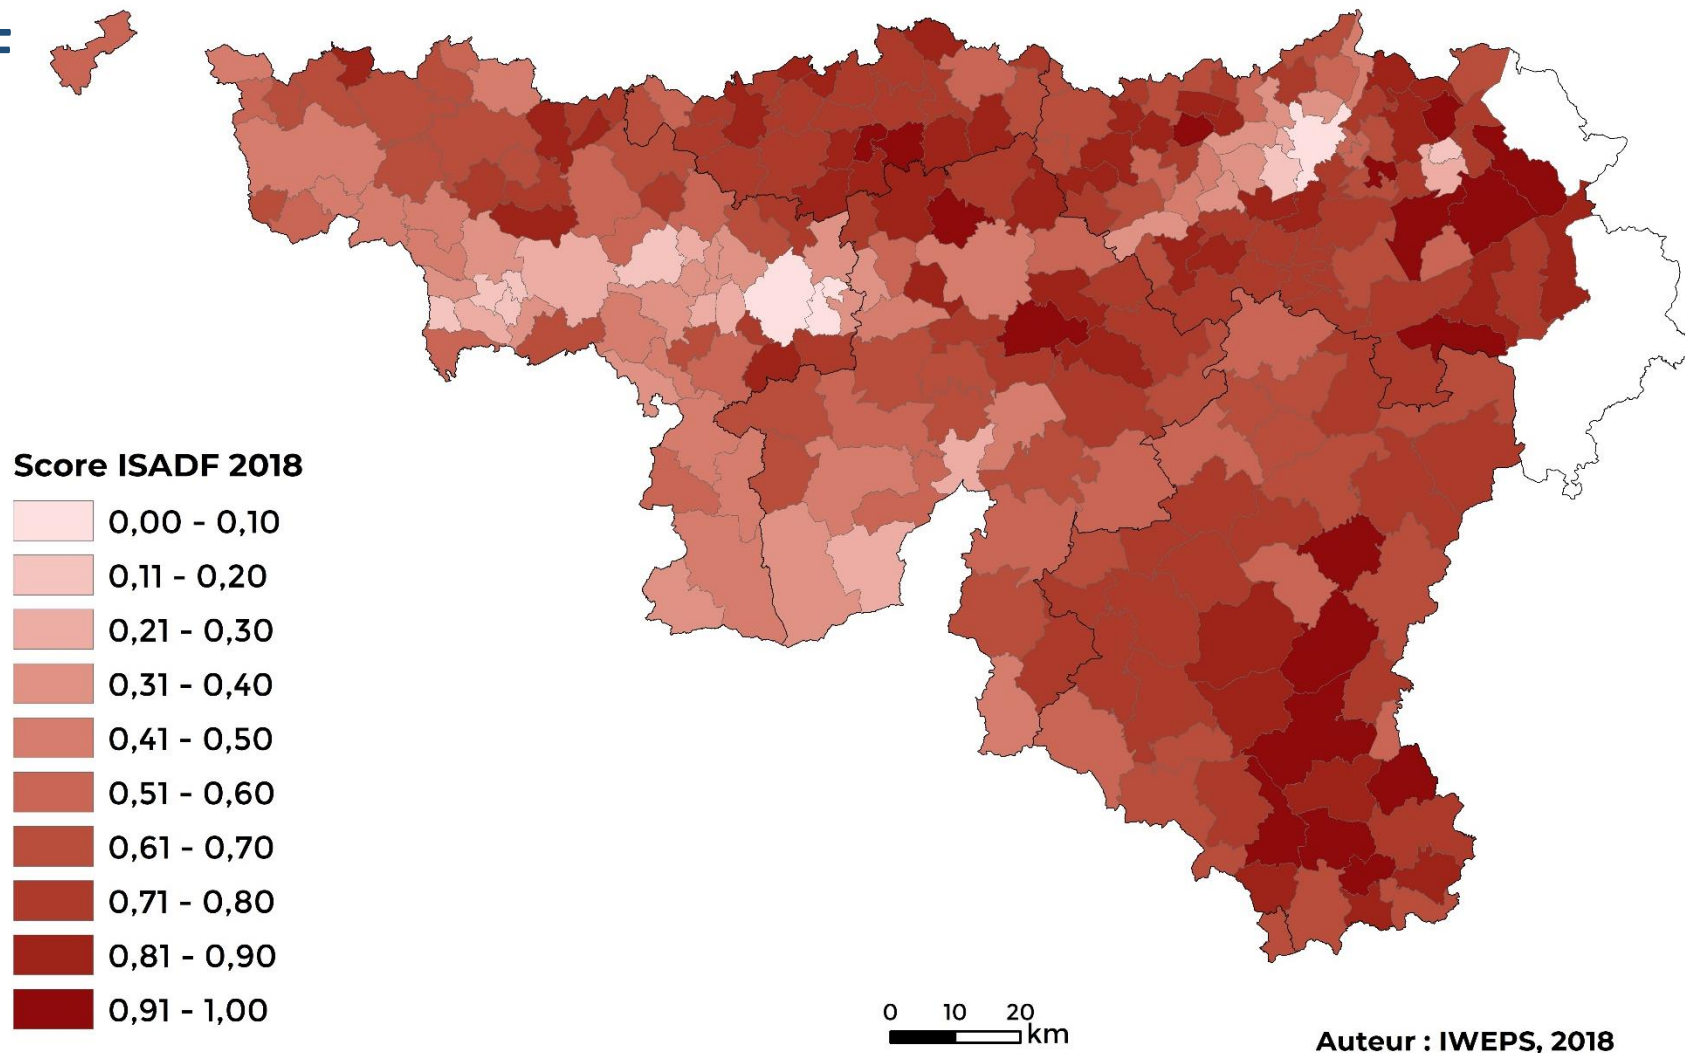 Score ISADF 2018
0,00 - 0,10
0,11 - 0,20
0,21 - 0,30
0,31 - 0,40
0,41 - 0,50
0,51 - 0,60
0,61 - 0,70
0,71 - 0,80
0,81 - 0,90
0,91 - 1,00
0 10 20
km
Auteur : IWEPS, 2018